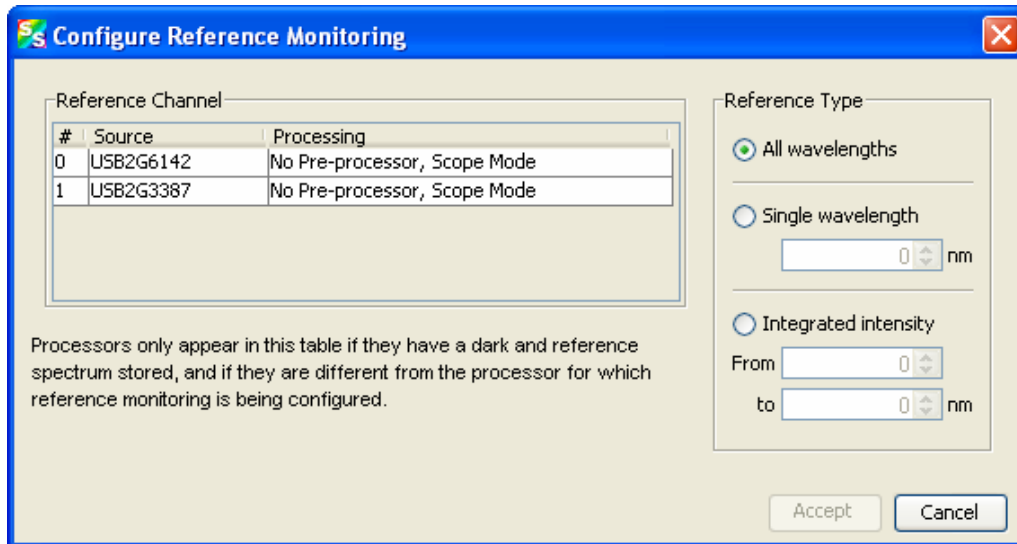 SS Configure Reference Monitoring
Reference Channel
# Source Processing
0 USB2G6142 No Pre-processor, Scope Mode
1 USB2G3387 No Pre-processor, Scope Mode
Processors only appear in this table if they have a dark and reference
spectrum stored, and if they are different from the processor for which
reference monitoring is being configured.
Reference Type
All wavelengths
Single wavelength
0 nm
Integrated intensity
From 0
to 0 nm
Accept Cancel